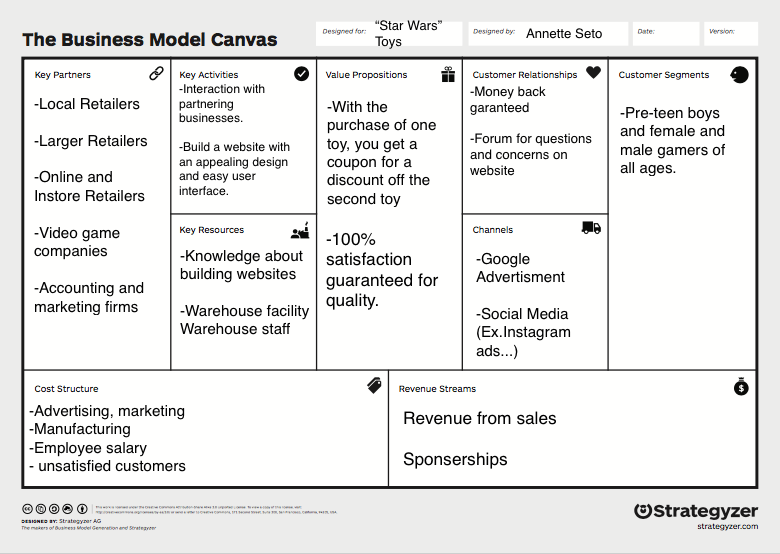 The Business Model Canvas
Designed for:
“Star Wars”
Toys
Designed by:
Annette Seto
Date:
Version:
Key Partners
-Local Retailers
-Larger Retailers
-Online and
Instore Retailers
-Video game
companies
-Accounting and
marketing firms
Key Activities
-Interaction with
partnering
businesses.
-Build a website with
an appealing design
and easy user
interface.
Key Resources
-Knowledge about
building websites
-Warehouse facility
Warehouse staff
Value Propositions
-With the
purchase of one
toy, you get a
coupon for a
discount off the
second toy
-100%
satisfaction
guaranteed for
quality.
Customer Relationships
-Money back
garanteed
-Forum for questions
and concerns on
website
Channels
-Google
Advertisment
-Social Media
(Ex.Instagram
ads...)
Customer Segments
-Pre-teen boys
and female and
male gamers of
all ages.
Cost Structure
-Advertising, marketing
-Manufacturing
-Employee salary
- unsatisfied customers
Revenue Streams
Revenue from sales
Sponserships
DESIGNED BY: Strategyzer AG
The makers of Business Model Generation and Strategyzer
Strategyzer
strategyzer.com